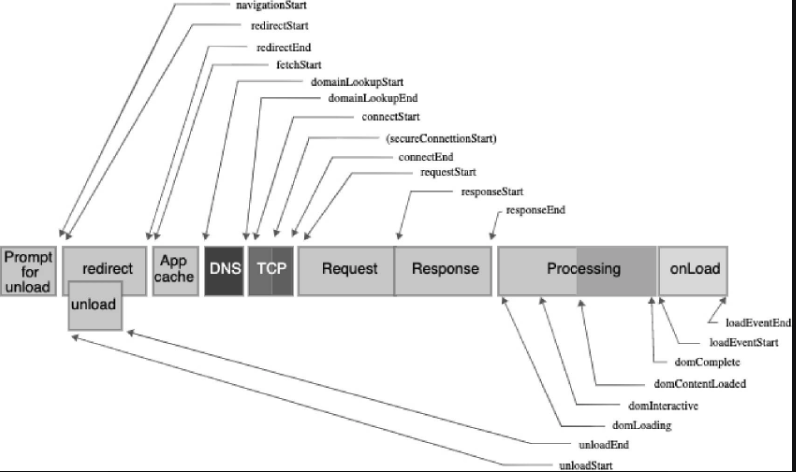 navigationStart
redirectStart
redirectEnd
fetchStart
domainLookupStart
domainLookupEnd
connectStart
(secureConnettionStart)
connectEnd
requestStart
responseStart
responseEnd
Prompt
for
unload
redirect
unload
App
cache
DNS
TCP
Request
Response
Processing
onLoad
loadEventEnd
loadEventStart
domComplete
domContentLoaded
domInteractive
domLoading
unloadEnd
unloadStart